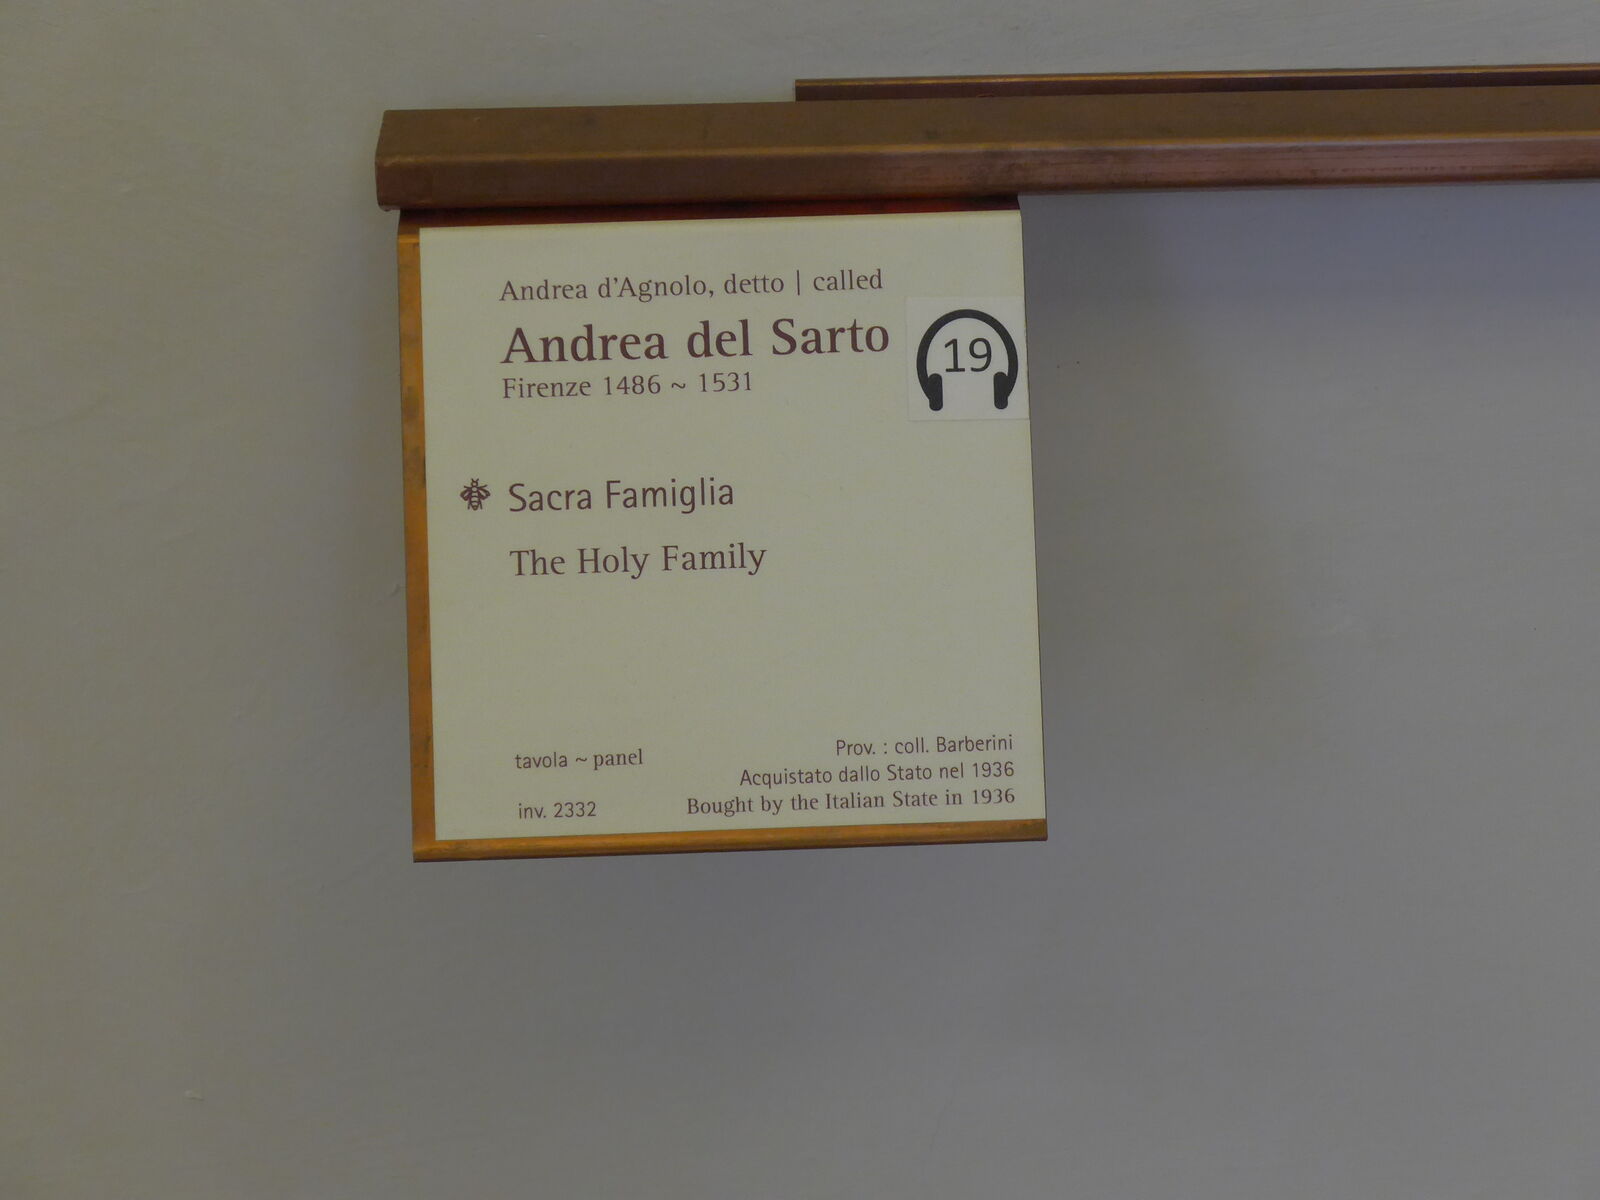 Andrea d'Agnolo, detto | called
Andrea del Sarto
Firenze 1486 ~ 1531
19
Sacra Famiglia
The Holy Family
tavola ~ panel
inv. 2332
Prov. : coll. Barberini
Acquistato dallo Stato nel 1936
Bought by the Italian State in 1936